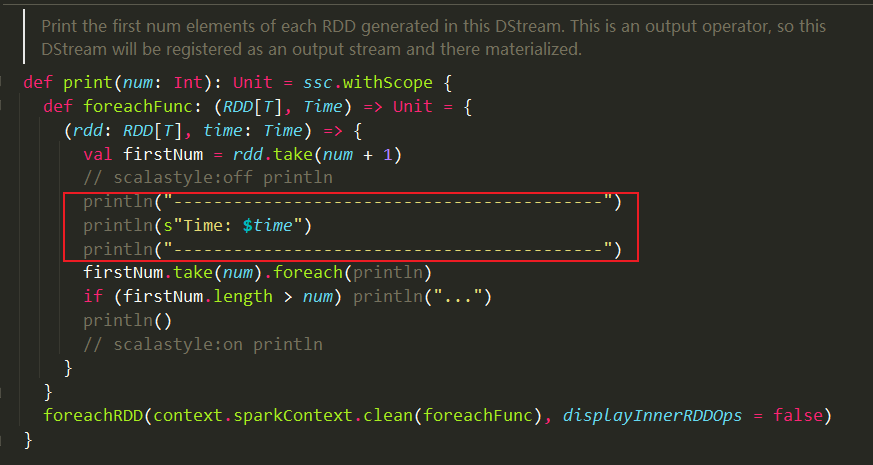 Print the first num elements of each RDD generated in this DStream. This is an output operator, so this
DStream will be registered as an output stream and there materialized.
def print(num: Int): Unit = ssc.withScope {
  def foreachFunc: (RDD[T], Time) => Unit = {
    (rdd: RDD[T], time: Time) => {
      val firstNum = rdd.take(num + 1)
      // scalastyle:off println
      println("-------------------------------------------")
      println(s"Time: $time")
      println("-------------------------------------------")
      firstNum.take(num).foreach(println)
      if (firstNum.length > num) println("...")
      println()
      // scalastyle:on println
    }
  }
  foreachRDD(context.sparkContext.clean(foreachFunc), displayInnerRDDOps = false)
}